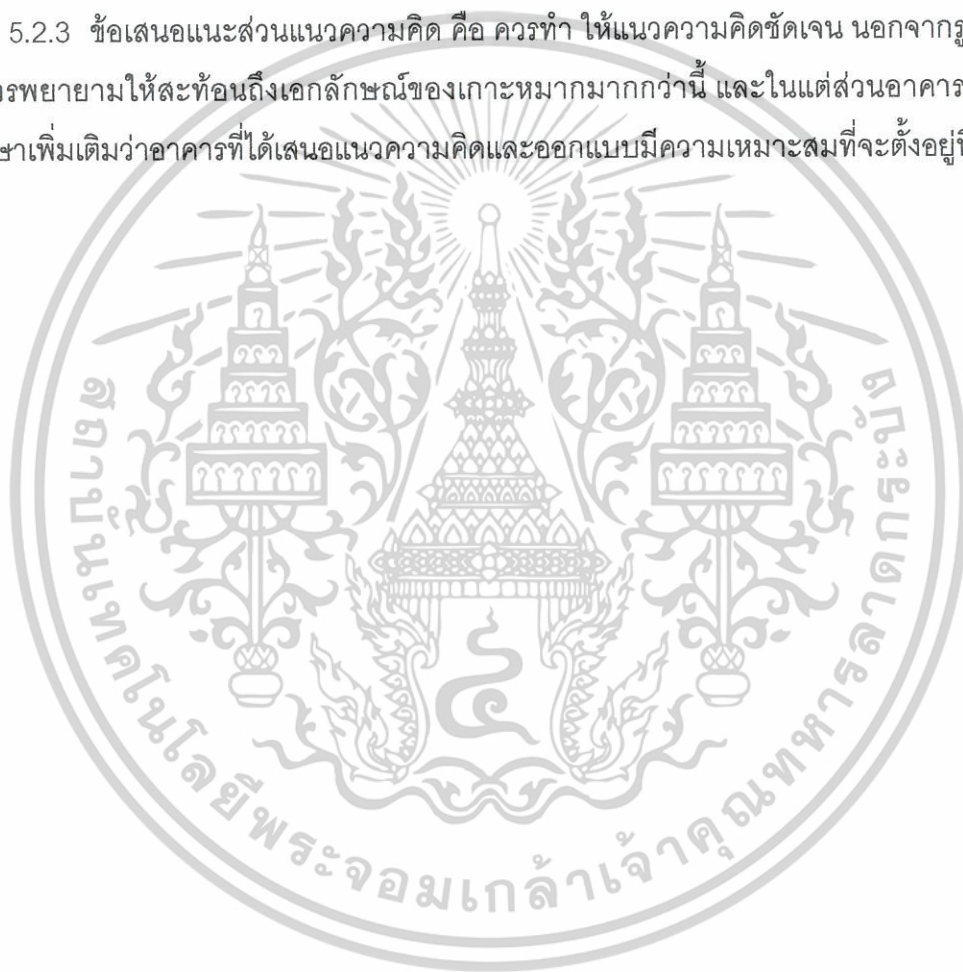 5.2.3 ข้อเสนอแนะส่วนแนวความคิด คือ ควรทำ ให้แนวความคิดชัดเจน นอกจากรู
วรพยายามให้สะท้อนถึงเอกลักษณ์ของเกาะหมากมากกว่านี้ และในแต่ส่วนอาคาร
ษาเพิ่มเติมว่าอาคารที่ได้เสนอแนวความคิดและออกแบบมีความเหมาะสมที่จะตั้งอยู่
สถาบันเทคโนโลยีพระจอมเกล้าเจ้าคุณทหารลาดกระบัง
๔